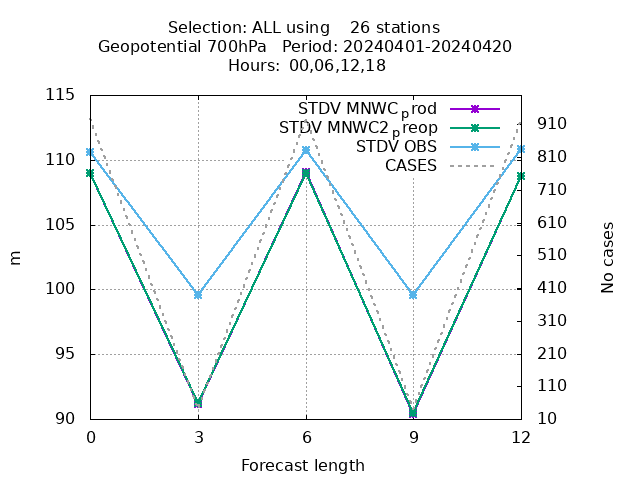 Selection: ALL using    26 stations
Geopotential 700hPa   Period: 20240401-20240420
Hours: 00,06,12,18
STDV MNWCprod
STDV MNWC2preop
STDV OBS
CASES
115
110
105
100
95
90
m
910
810
710
610
510
410
310
210
110
10
No cases
0 3 6 9 12
Forecast length